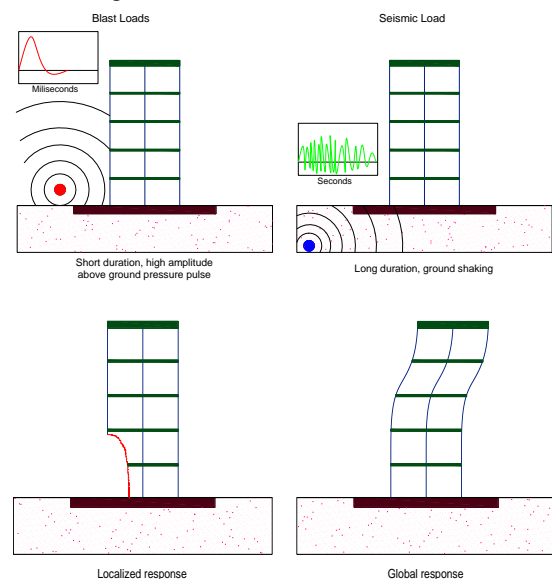 Blast Loads
Seismic Load
Miliseconds
Seconds
Short duration, high amplitude
above ground pressure pulse
Long duration, ground shaking
Localized response
Global response